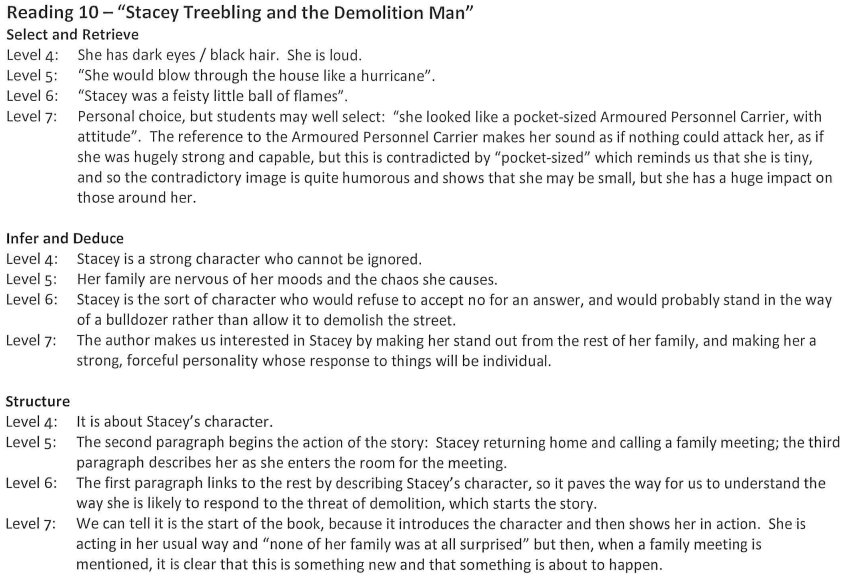 Reading 10 – “Stacey Treebling and the Demolition Man”
Select and Retrieve
Level 4: She has dark eyes / black hair. She is loud.
Level 5: “She would blow through the house like a hurricane”.
Level 6: “Stacey was a feisty little ball of flames”.
Level 7: Personal choice, but students may well select: “she looked like a pocket-sized Armoured Personnel Carrier, with
attitude”. The reference to the Armoured Personnel Carrier makes her sound as if nothing could attack her, as if
she was hugely strong and capable, but this is contradicted by “pocket-sized” which reminds us that she is tiny,
and so the contradictory image is quite humorous and shows that she may be small, but she has a huge impact on
those around her.
Infer and Deduce
Level 4: Stacey is a strong character who cannot be ignored.
Level 5: Her family are nervous of her moods and the chaos she causes.
Level 6: Stacey is the sort of character who would refuse to accept no for an answer, and would probably stand in the way
of a bulldozer rather than allow it to demolish the street.
Level 7: The author makes us interested in Stacey by making her stand out from the rest of her family, and making her a
strong, forceful personality whose response to things will be individual.
Structure
Level 4: It is about Stacey’s character.
Level 5: The second paragraph begins the action of the story: Stacey returning home and calling a family meeting; the third
paragraph describes her as she enters the room for the meeting.
Level 6: The first paragraph links to the rest by describing Stacey’s character, so it paves the way for us to understand the
way she is likely to respond to the threat of demolition, which starts the story.
Level 7: We can tell it is the start of the book, because it introduces the character and then shows her in action. She is
acting in her usual way and “none of her family was at all surprised” but then, when a family meeting is
mentioned, it is clear that this is something new and that something is about to happen.